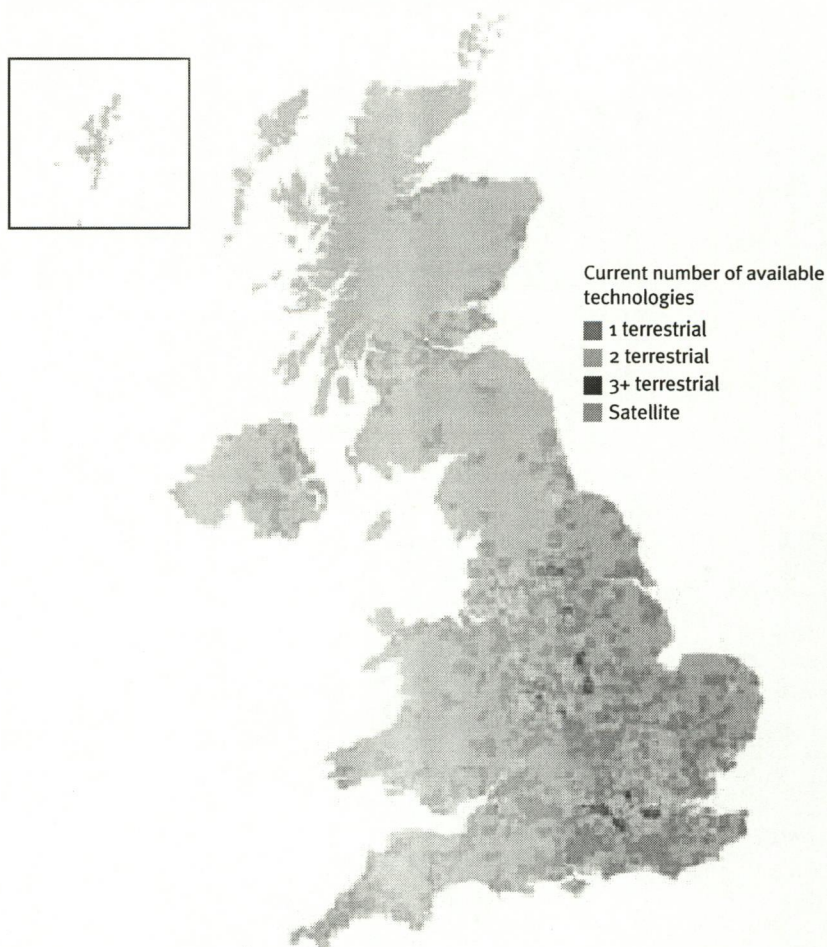 Current number of available
technologies
1 terrestrial
2 terrestrial
3+ terrestrial
Satellite